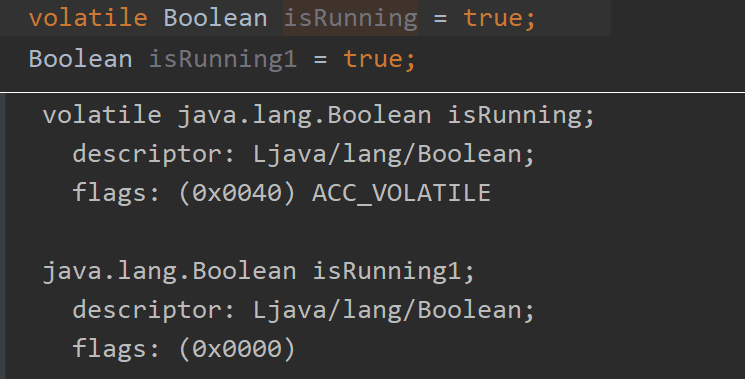 volatile Boolean isRunning = true;
Boolean isRunning1 = true;
volatile java.lang.Boolean isRunning;
descriptor: Ljava/lang/Boolean;
flags: (0x0040) ACC_VOLATILE
java.lang.Boolean isRunning1;
descriptor: Ljava/lang/Boolean;
flags: (0x0000)